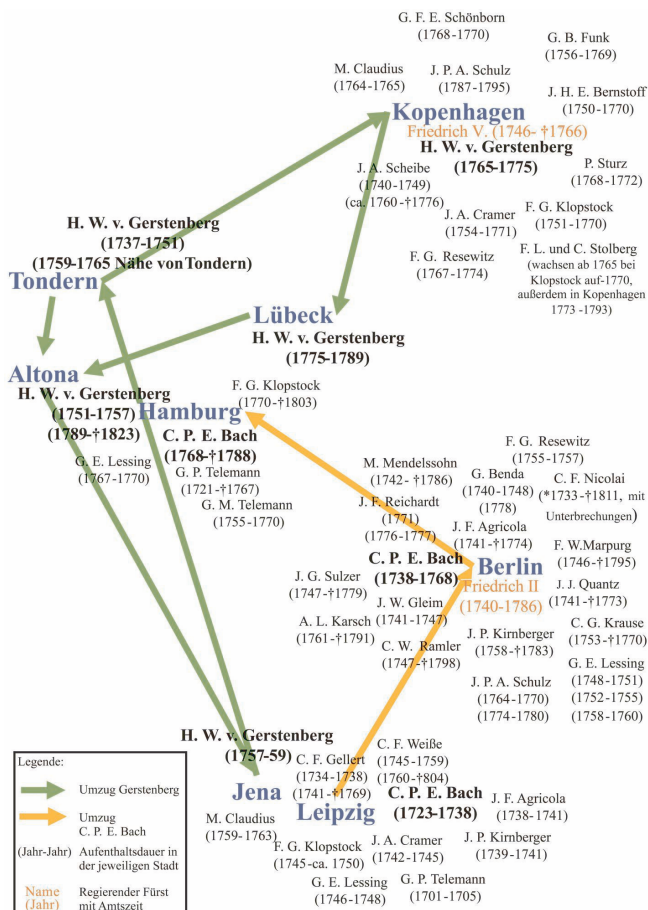 G. F. E. Schönborn
(1768-1770)
G. B. Funk
(1756-1769)
M. Claudius
(1764-1765)
J. P. A. Schulz
(1787-1795)
J. H. E. Bernstoff
(1750-1770)
Kopenhagen
Friedrich V. (1746- †1766)
H. W. v. Gerstenberg
(1765-1775)
J. A. Scheibe
(1740-1749)
(ca. 1760-†1776)
P. Sturz
(1768-1772)
J. A. Cramer
(1754-1771)
F. G. Klopstock
(1751-1770)
F. G. Resewitz
(1767-1774)
F. L. und C. Stolberg
(wachsen ab 1765 bei
Klopstock auf-1770,
außerdem in Kopenhagen
1773 -1793)
H. W. v. Gerstenberg
(1737-1751)
(1759-1765 Nähe von Tondern)
Tondern
Lübeck
H. W. v. Gerstenberg
(1775-1789)
Altona
H. W. v. Gerstenberg
(1751-1757)
(1789-†1823)
G. E. Lessing
(1767-1770)
F. G. Klopstock
(1770-†1803)
Hamburg
C. P. E. Bach
(1768-†1788)
G. P. Telemann
(1721-†1767)
G. M. Telemann
(1755-1770)
F. G. Resewitz
(1755-1757)
M. Mendelssohn
(1742- †1786)
G. Benda
(1740-1748)
(1778)
C. F. Nicolai
(*1733-†1811, mit
Unterbrechungen)
J. F. Reichardt
(1771)
(1776-1777)
J. F. Agricola
(1741-†1774)
C. P. E. Bach
(1738-1768)
Berlin
Friedrich II
(1740-1786)
F. W.Marpurg
(1746-†1795)
J. G. Sulzer
(1747-†1779)
J. W. Gleim
(1741-1747)
J. J. Quantz
(1741-†1773)
A. L. Karsch
(1761-†1791)
C. W. Ramler
(1747-†1798)
J. P. Kirnberger
(1758-†1783)
C. G. Krause
(1753-†1770)
J. P. A. Schulz
(1764-1770)
(1774-1780)
G. E. Lessing
(1748-1751)
(1752-1755)
(1758-1760)
H. W. v. Gerstenberg
(1757-59)
Jena
M. Claudius
(1759-1763)
C. F. Gellert
(1734-1738)
(1741-†1769)
C. F. Weiße
(1745-1759)
(1760-†804)
Leipzig
C. P. E. Bach
(1723-1738)
J. F. Agricola
(1738-1741)
F. G. Klopstock
(1745-ca. 1750)
J. A. Cramer
(1742-1745)
J. P. Kirnberger
(1739-1741)
G. E. Lessing
(1746-1748)
G. P. Telemann
(1701-1705)
Legende:
Umzug Gerstenberg
Umzug
C. P. E. Bach
(Jahr-Jahr) Aufenthaltsdauer in
der jeweiligen Stadt
Name Regierender Fürst
(Jahr) mit Amtszeit